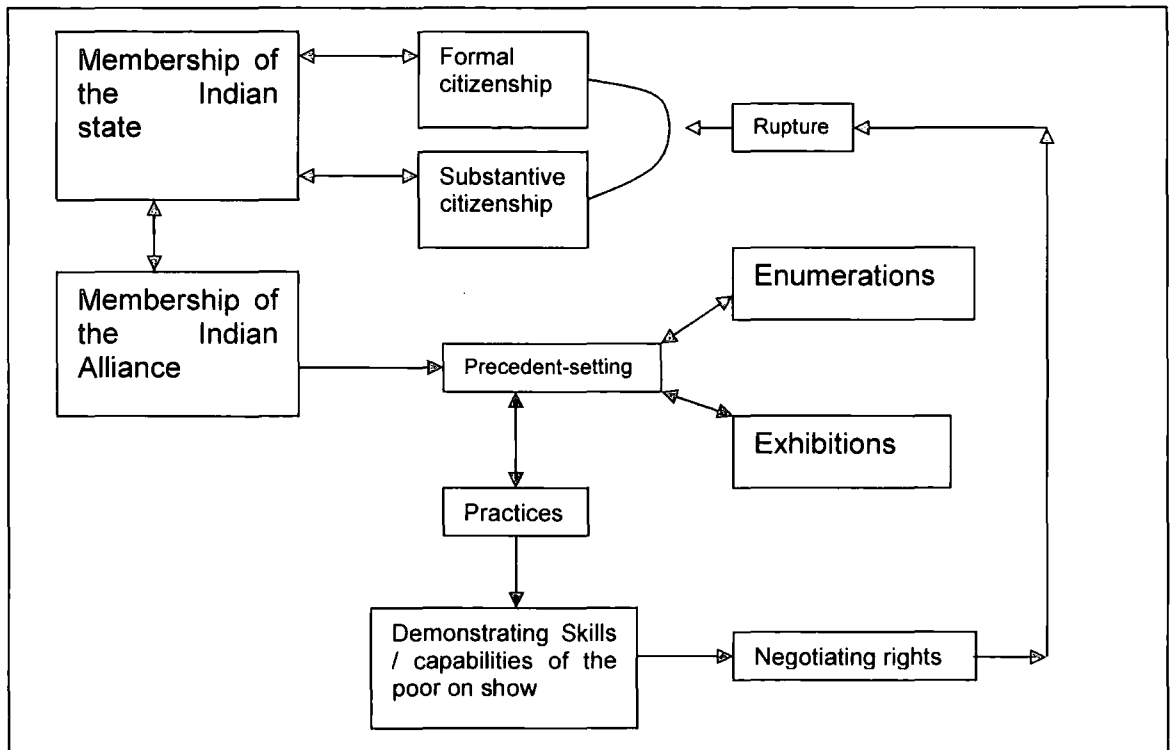 Membership of
the Indian
state
Formal
citizenship
Rupture
Substantive
citizenship
Membership of
the Indian
Alliance
Enumerations
Precedent-setting
Exhibitions
Practices
Demonstrating Skills
/ capabilities of the
poor on show
Negotiating rights